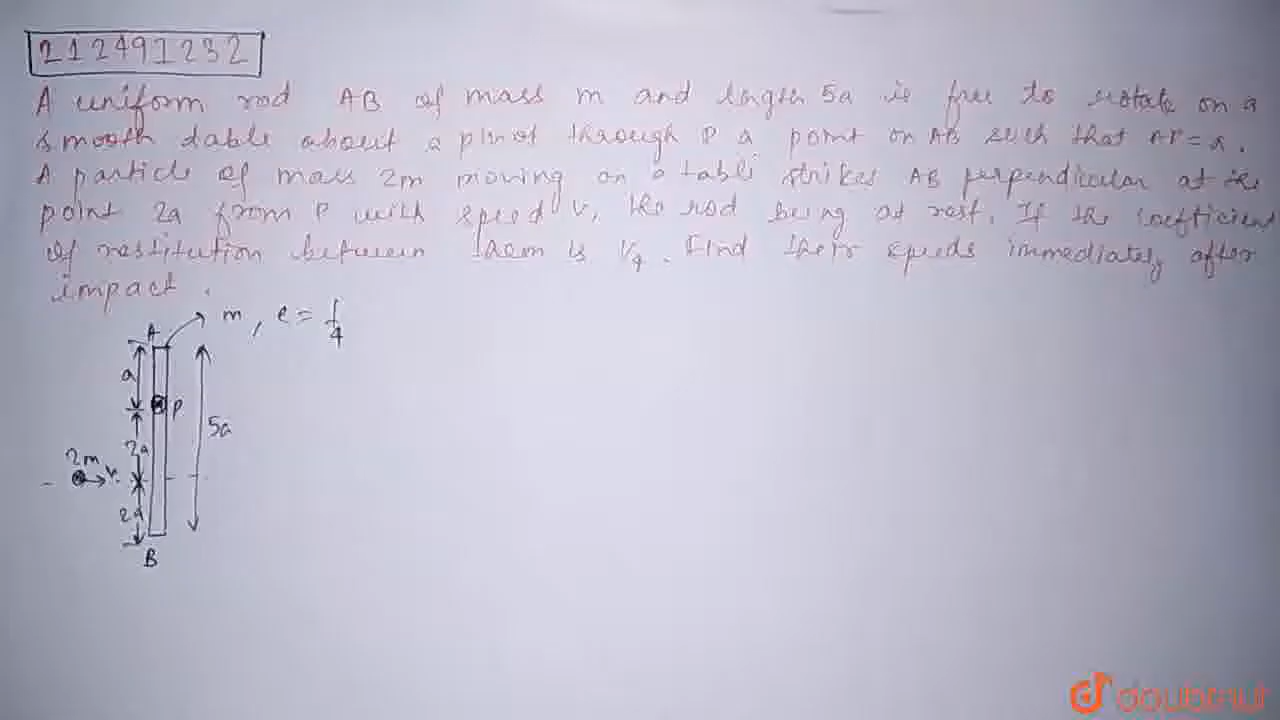 212491232
A uniform rod AB of mass m and length 5a is free to rotate on a
smooth table about a pivot through P a point on AB such that AP = a.
A particle of mass 2m moving on a table strikes AB perpendicular at the
point 2a from P with speed v, the rod being at rest. If the coefficient
of restitution between them is 1/4. Find their speeds immediately after
impact.
m, e = 1/4
A
a
P
5a
2a
2m
v
2a
B
doubtnut